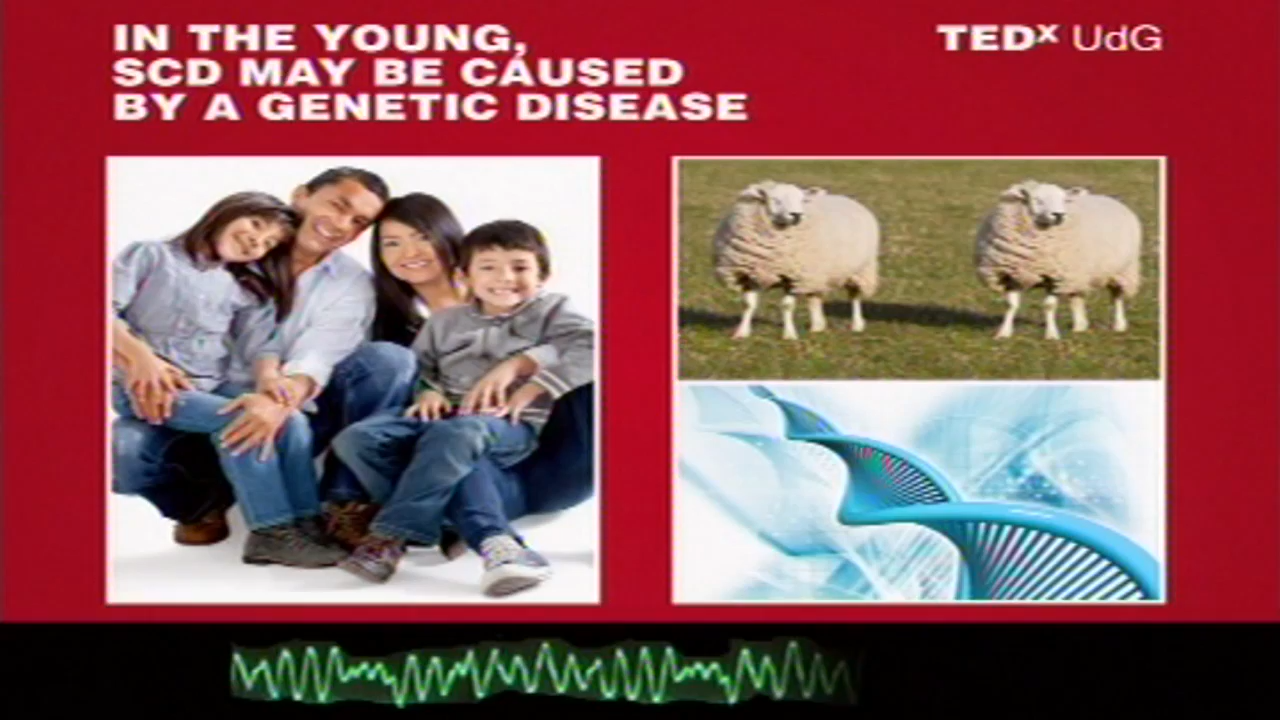 IN THE YOUNG,
SCD MAY BE CAUSED
BY A GENETIC DISEASE
TEDx UdG